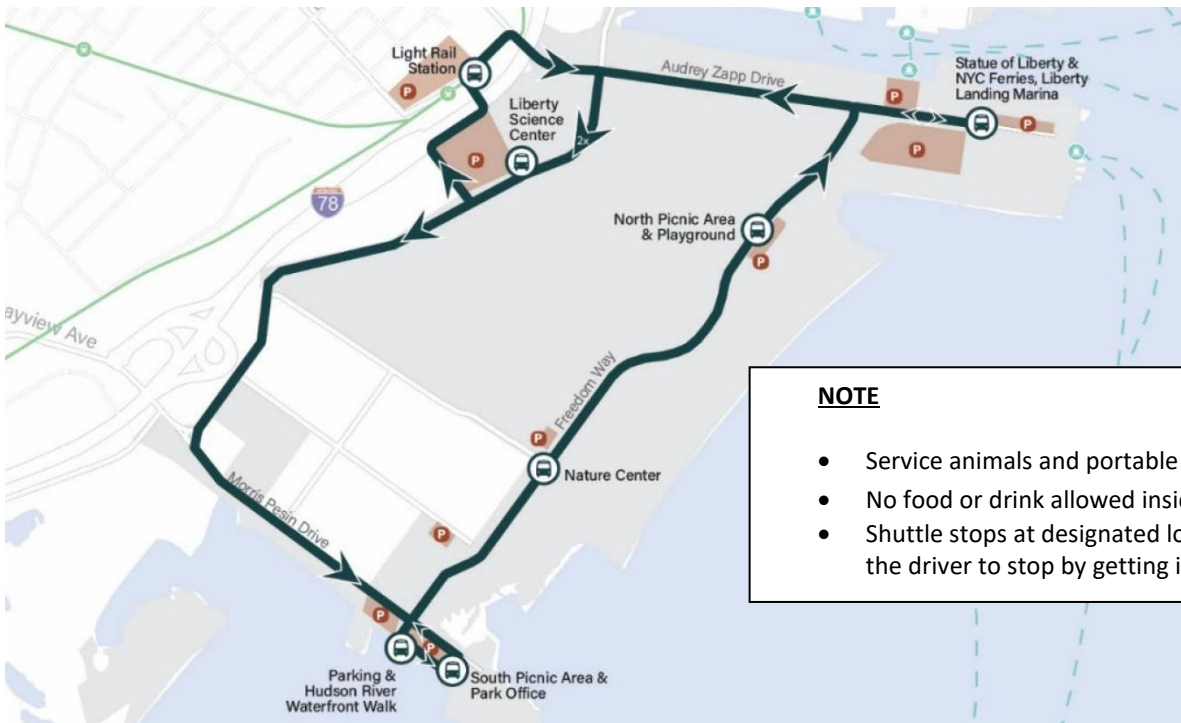 Light Rail
Station
P
Liberty
Science
Center
P
2x
Audrey Zapp Drive
P
Statue of Liberty &
NYC Ferries, Liberty
Landing Marina
P
P
78
North Picnic Area
& Playground
P
ayview Ave
Freedom Way
P
Nature Center
Morris Pesin Drive
P
P
P
Parking &
Hudson River
Waterfront Walk
South Picnic Area &
Park Office
NOTE
• Service animals and portable
• No food or drink allowed insi
• Shuttle stops at designated lo
the driver to stop by getting i